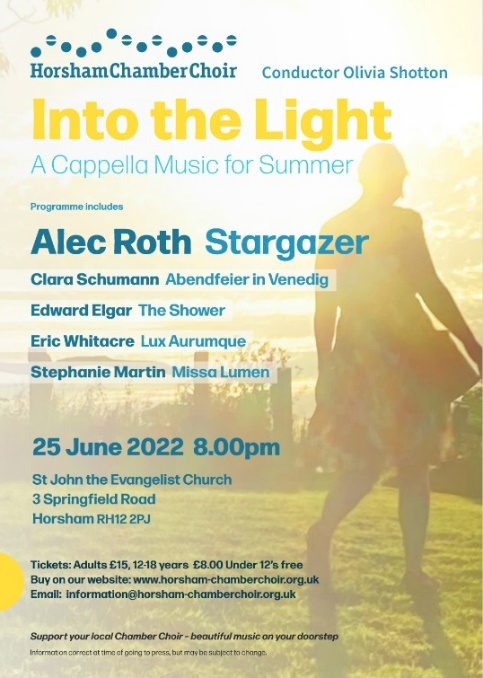 HorshamChamberChoir
Conductor Olivia Shotton
Into the Light
A Cappella Music for Summer
Programme includes
Alec Roth Stargazer
Clara Schumann Abendfeier in Venedig
Edward Elgar The Shower
Eric Whitacre Lux Aurumque
Stephanie Martin Missa Lumen
25 June 2022 8.00pm
St John the Evangelist Church
3 Springfield Road
Horsham RH12 2PJ
Tickets: Adults £15, 12-18 years £8.00 Under 12's free
Buy on our website: www.horsham-chamberchoir.org.uk
Email: information@horsham-chamberchoir.org.uk
Support your local Chamber Choir - beautiful music on your doorstep
Information correct at time of going to press, but may be subject to change.